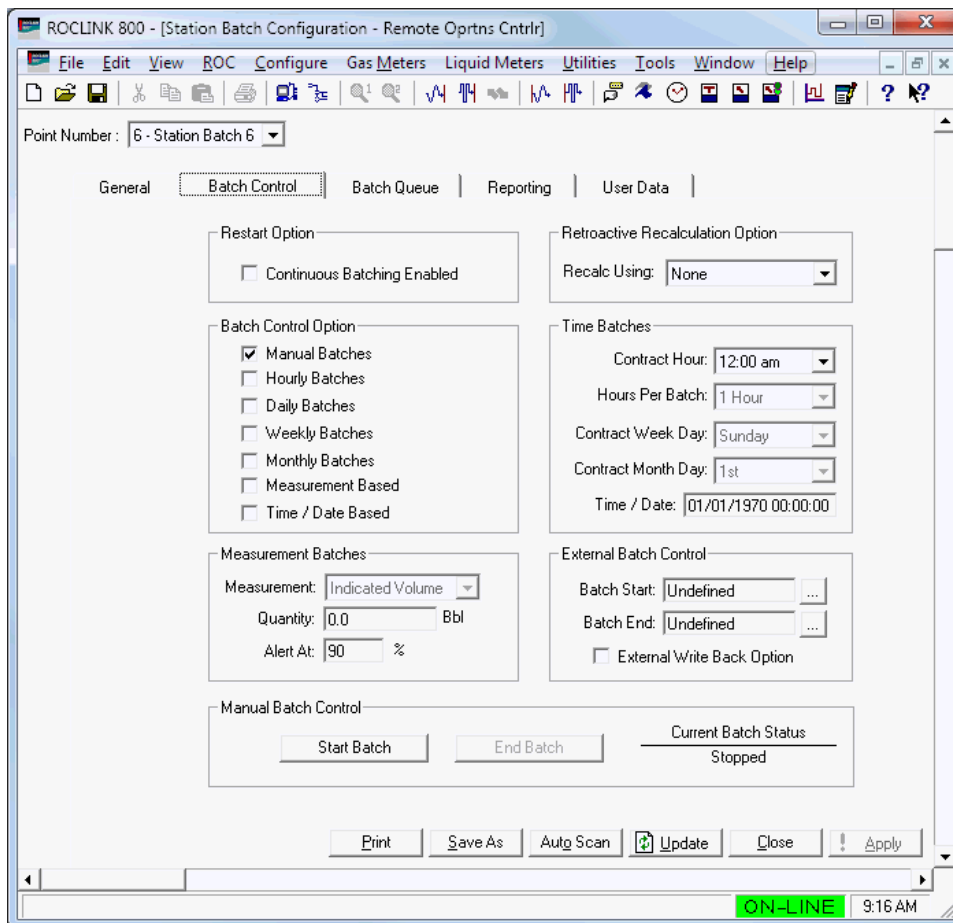 ROCLINK 800 - [Station Batch Configuration - Remote Oprtns Cntrlr]
File Edit View ROC Configure Gas Meters Liquid Meters Utilities Tools Window Help
Point Number : 6 - Station Batch 6
General Batch Control Batch Queue Reporting User Data
Restart Option
Continuous Batching Enabled
Retroactive Recalculation Option
Recalc Using: None
Batch Control Option
Manual Batches
Hourly Batches
Daily Batches
Weekly Batches
Monthly Batches
Measurement Based
Time / Date Based
Time Batches
Contract Hour: 12:00 am
Hours Per Batch: 1 Hour
Contract Week Day: Sunday
Contract Month Day: 1st
Time / Date: 01/01/1970 00:00:00
Measurement Batches
Measurement: Indicated Volume
Quantity: 0.0 Bbl
Alert At: 90 %
External Batch Control
Batch Start: Undefined ...
Batch End: Undefined ...
External Write Back Option
Manual Batch Control
Start Batch End Batch
Current Batch Status
Stopped
Print Save As Auto Scan Update Close ! Apply
ON-LINE 9:16 AM